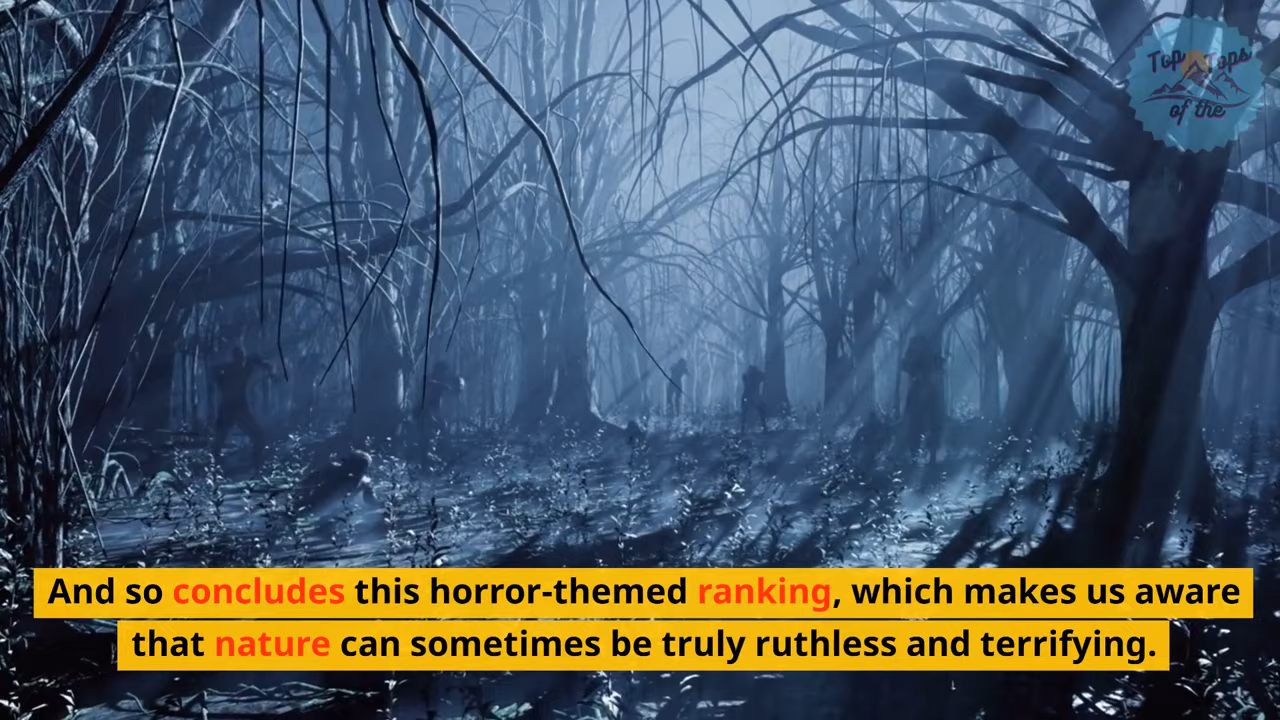 Top Tops
of the
And so concludes this horror-themed ranking, which makes us aware
that nature can sometimes be truly ruthless and terrifying.